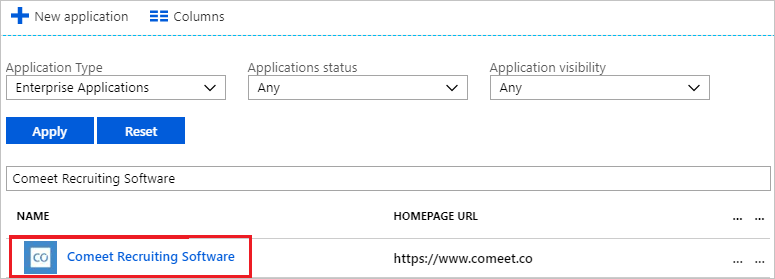 New application Columns
Application Type Applications status Application visibility
Enterprise Applications Any Any
Apply Reset
Comeet Recruiting Software
NAME HOMEPAGE URL ... ...
CO Comeet Recruiting Software https://www.comeet.co ... ...